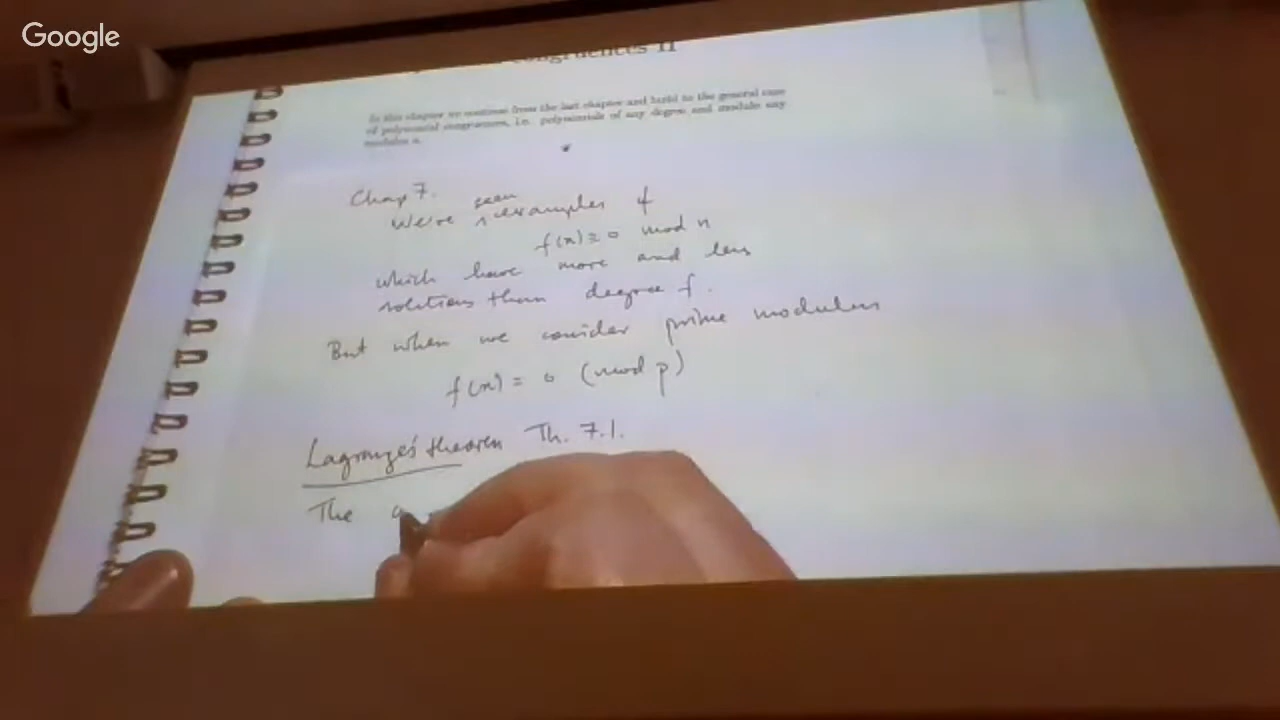 Google
congruences II
In this chapter we continue from the last chapter and build to the general case
of polynomial congruences, i.e. polynomials of any degree and modulo any
modulus n.
Chap 7.
seen
We've examples of
f(x) ≡ 0 mod n
which have more and less
solutions than degree f.
But when we consider prime modulus
f(x) ≡ 0 (mod p)
Lagrange's theorem Th. 7.1.
The